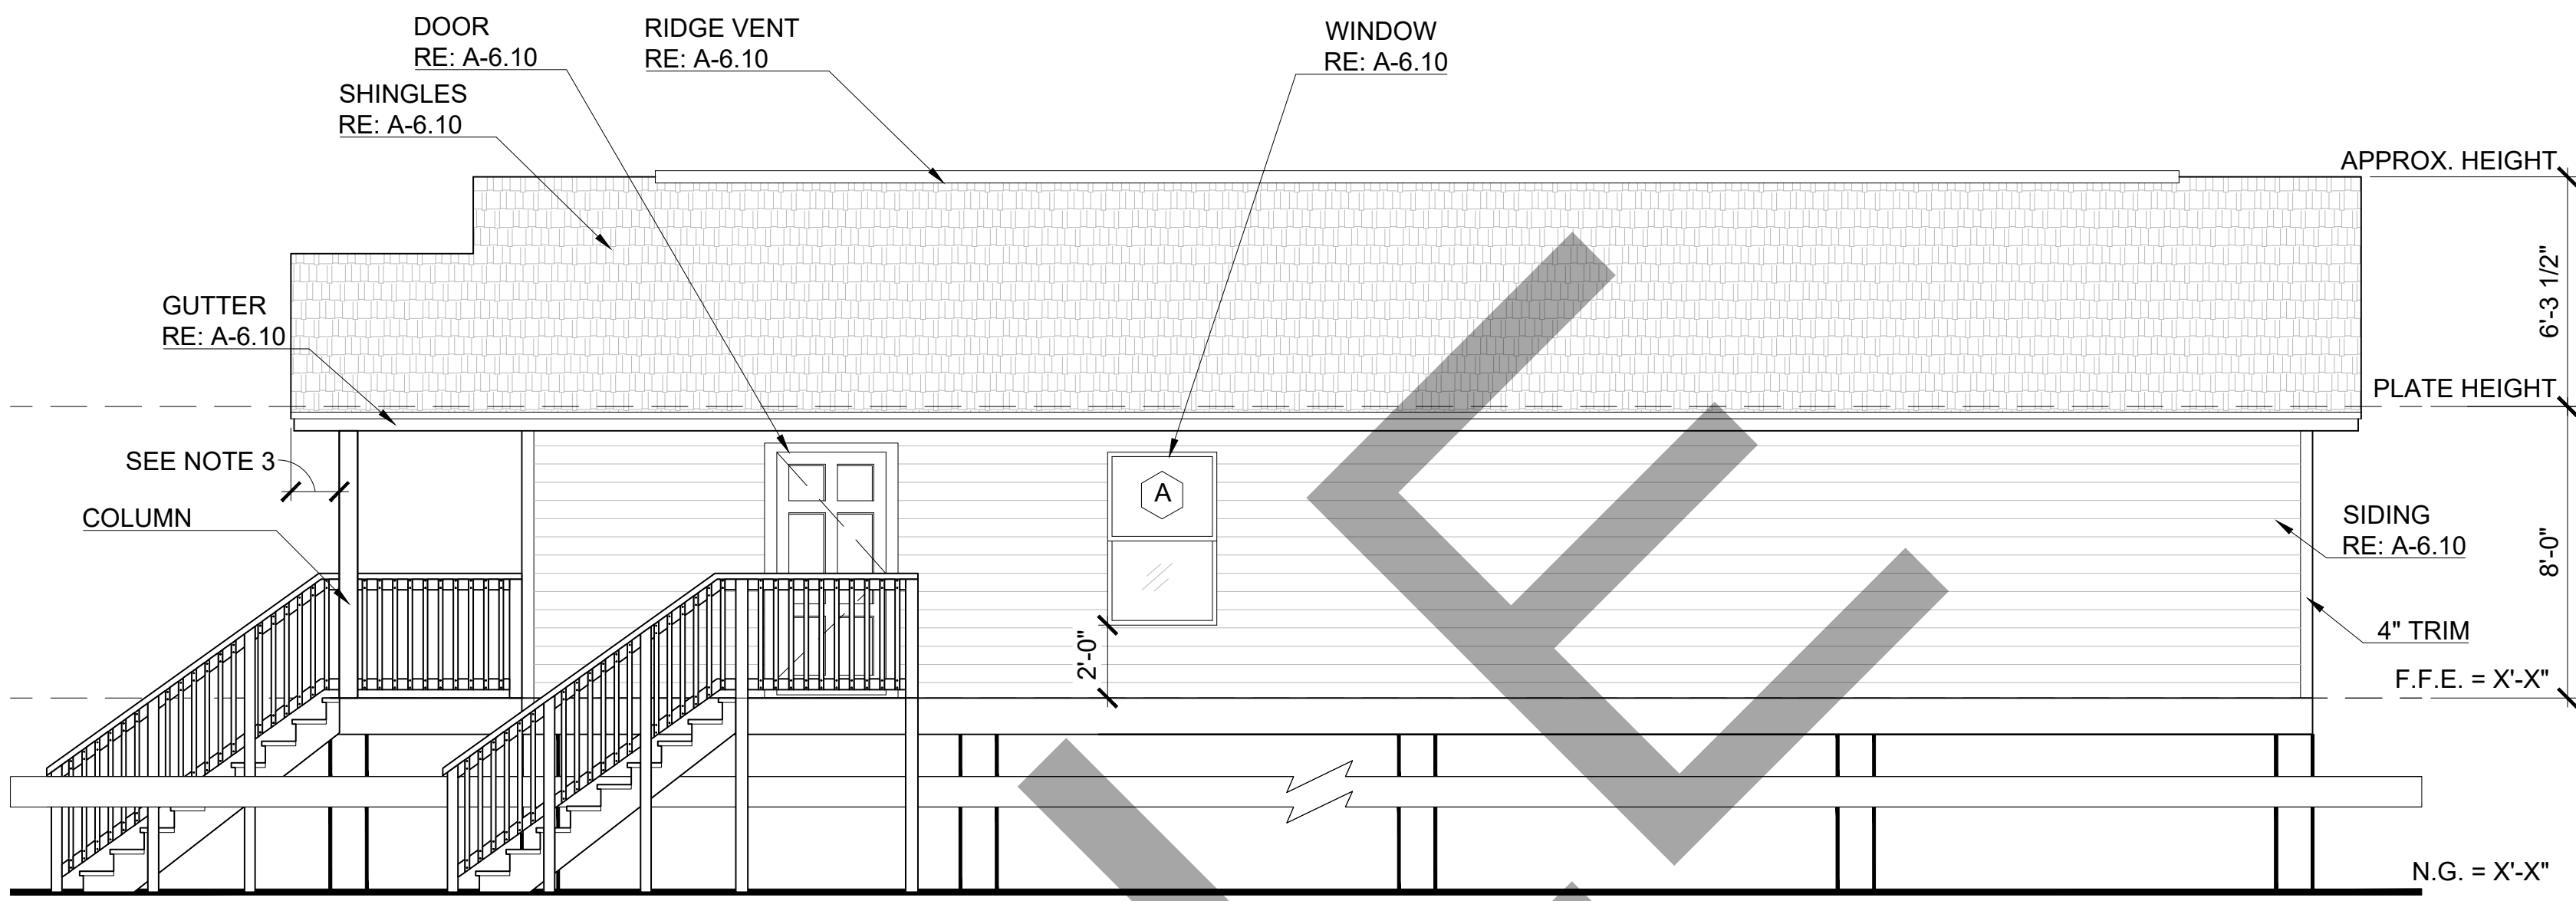 DOOR
RE: A-6.10
RIDGE VENT
RE: A-6.10
WINDOW
RE: A-6.10
SHINGLES
RE: A-6.10
APPROX. HEIGHT
6'-3 1/2"
GUTTER
RE: A-6.10
PLATE HEIGHT
SEE NOTE 3
A
COLUMN
SIDING
RE: A-6.10
8'-0"
4" TRIM
2'-0"
F.F.E. = X'-X"
N.G. = X'-X"